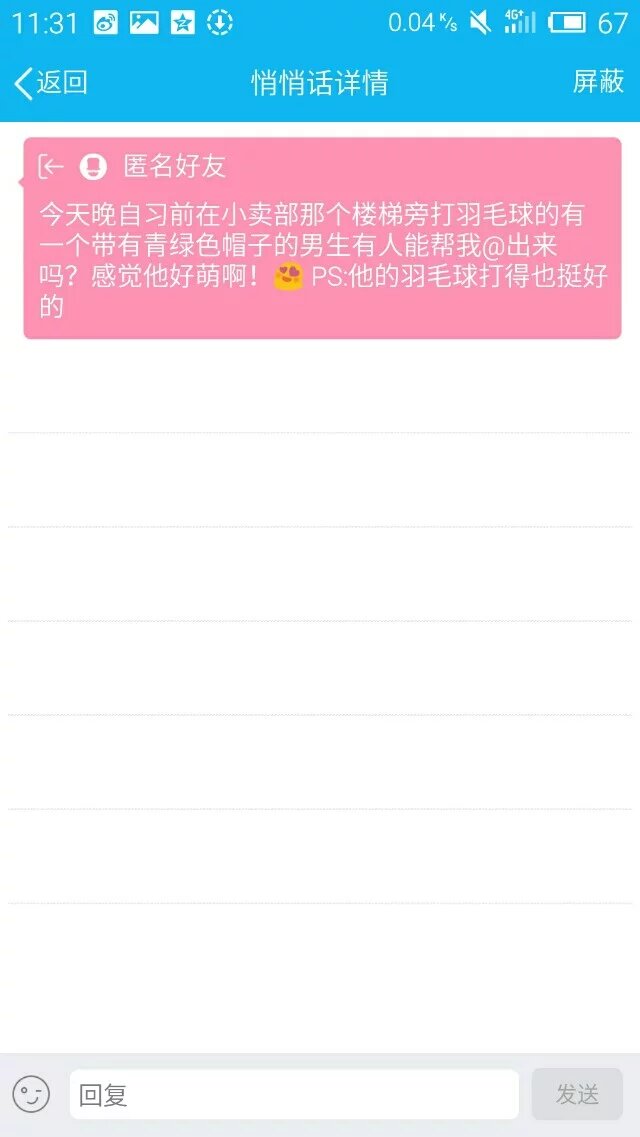 11:31 0.04 K/s 4G+ 67
返回 悄悄话详情 屏蔽
匿名好友
今天晚自习前在小卖部那个楼梯旁打羽毛球的有
一个带有青绿色帽子的男生有人能帮我@出来
吗？感觉他好萌啊！😍 PS:他的羽毛球打得也挺好
的
回复 发送